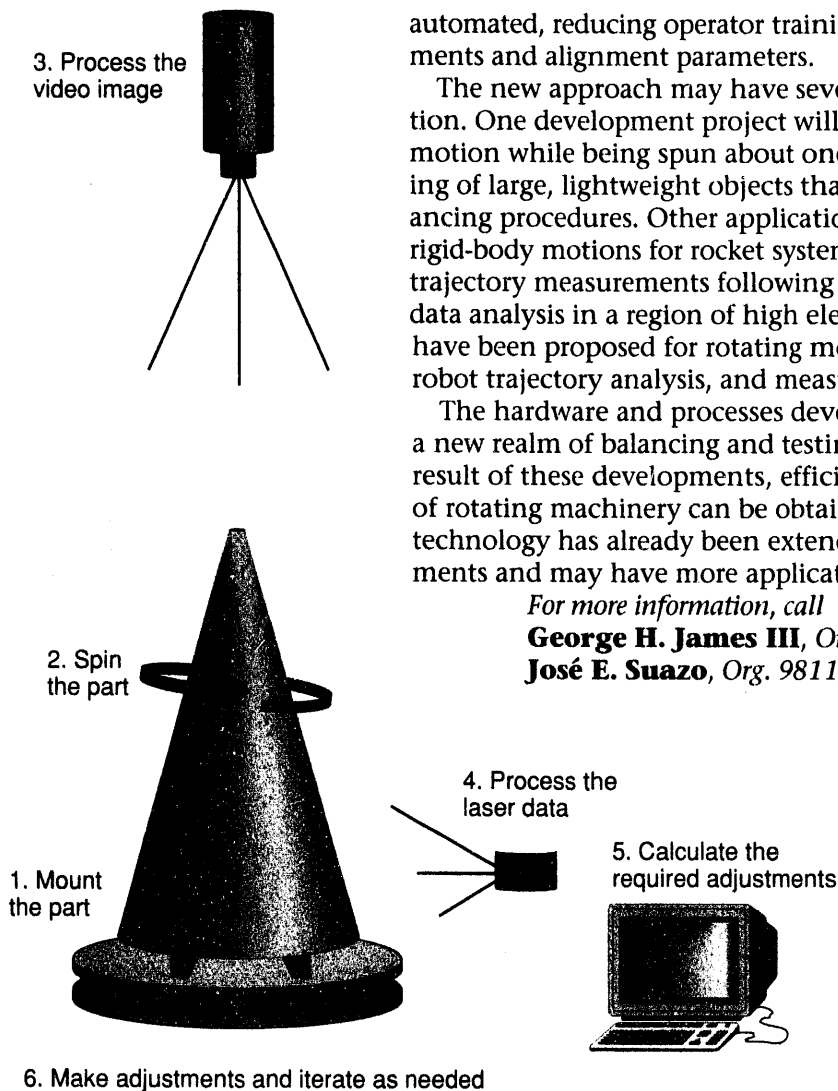 automated, reducing operator traini
ments and alignment parameters.
The new approach may have seve
tion. One development project will
motion while being spun about one
ing of large, lightweight objects tha
ancing procedures. Other applicatio
rigid-body motions for rocket system
trajectory measurements following
data analysis in a region of high ele
have been proposed for rotating me
robot trajectory analysis, and meas
The hardware and processes deve
a new realm of balancing and testin
result of these developments, effici
of rotating machinery can be obtai
technology has already been exten
ments and may have more applicat
For more information, call
George H. James III, O
José E. Suazo, Org. 9811
3. Process the
video image
2. Spin
the part
1. Mount
the part
4. Process the
laser data
5. Calculate the
required adjustments
6. Make adjustments and iterate as needed